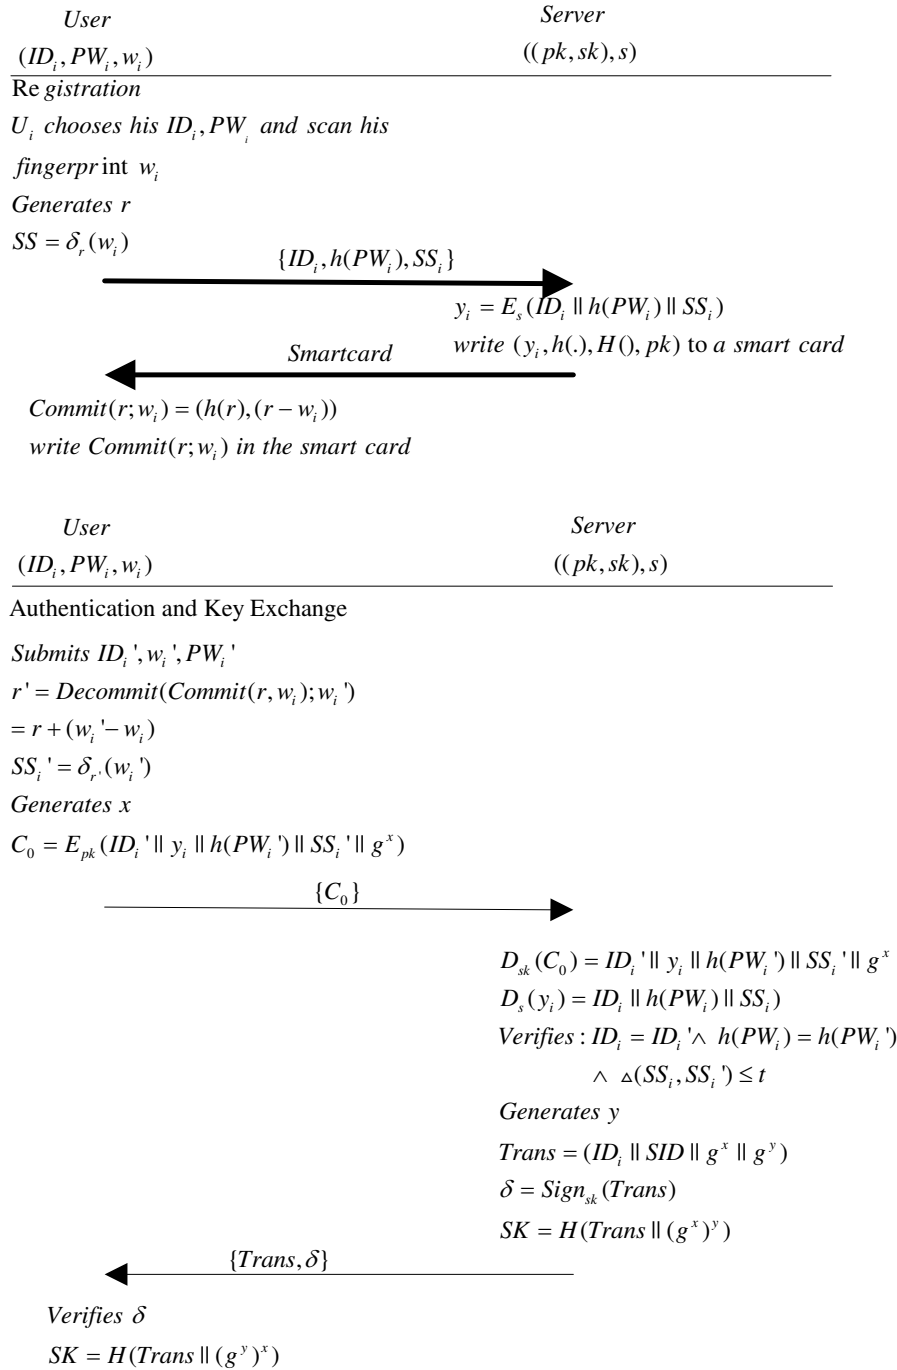 User Server
(ID_i, PW_i, w_i) ((pk, sk), s)
Re gistration
U_i chooses his ID_i, PW_i and scan his
fingerpr int w_i
Generates r
SS = δ_r(w_i)
{ID_i, h(PW_i), SS_i}
y_i = E_s(ID_i || h(PW_i) || SS_i)
write (y_i, h(.), H(), pk) to a smart card
Smartcard
Commit(r; w_i) = (h(r), (r − w_i))
write Commit(r; w_i) in the smart card
User Server
(ID_i, PW_i, w_i) ((pk, sk), s)
Authentication and Key Exchange
Submits ID_i', w_i', PW_i'
r' = Decommit(Commit(r, w_i); w_i')
= r + (w_i' − w_i)
SS_i' = δ_r'(w_i')
Generates x
C_0 = E_pk(ID_i' || y_i || h(PW_i') || SS_i' || g^x)
{C_0}
D_sk(C_0) = ID_i' || y_i || h(PW_i') || SS_i' || g^x
D_s(y_i) = ID_i || h(PW_i) || SS_i)
Verifies : ID_i = ID_i' ∧ h(PW_i) = h(PW_i')
∧ △(SS_i, SS_i') ≤ t
Generates y
Trans = (ID_i || SID || g^x || g^y)
δ = Sign_sk(Trans)
SK = H(Trans || (g^x)^y)
{Trans, δ}
Verifies δ
SK = H(Trans || (g^y)^x)